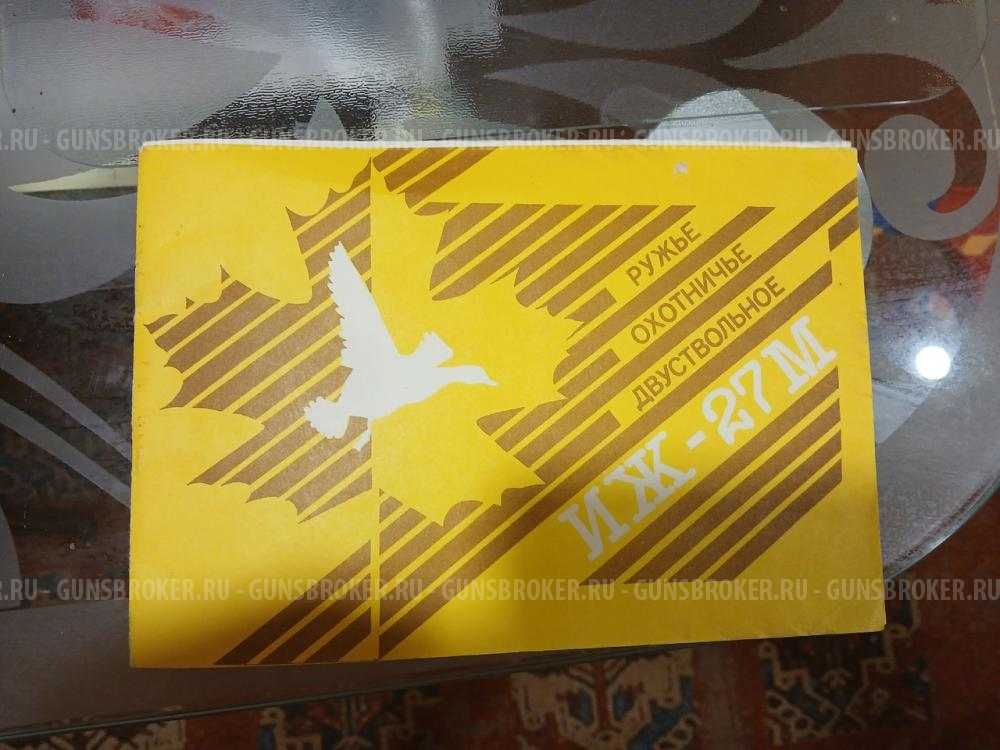 .RU - GUNSBROKER.RU - GUNSBROKER.RU - GUNSBROKER.RU - GUNSBROKER.RU - GUNSBROKER.RU
РУЖЬЕ
ОХОТНИЧЬЕ
ДВУСТВОЛЬНОЕ
ИЖ-27М
.RU - GUNSBROKER.RU - GUNSBROKER.RU - GUNSBROKER.RU - GUNSBROKER.RU - GUNSBROKER.RU